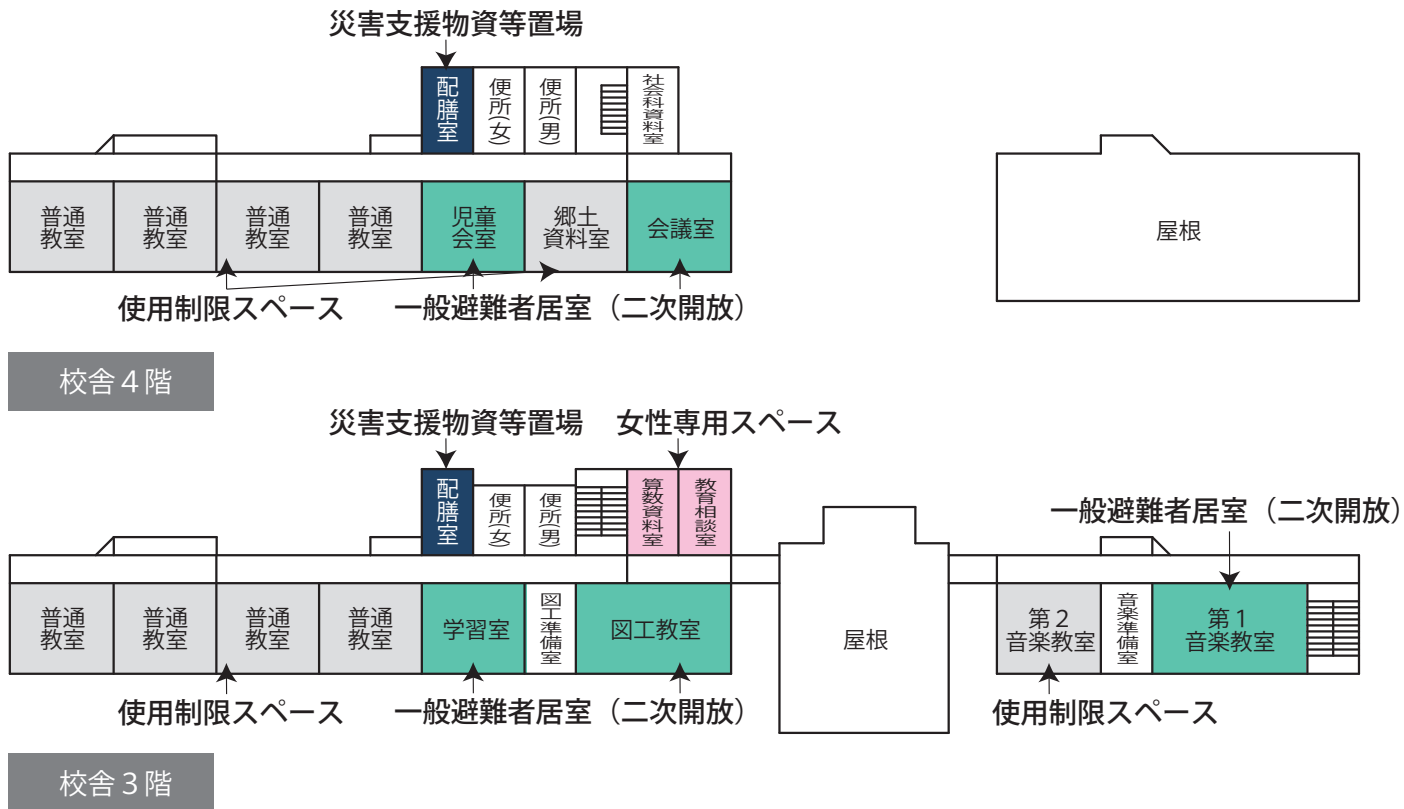 災害支援物資等置場
配膳室
便所(女)
便所(男)
社会科資料室
普通
教室
普通
教室
普通
教室
普通
教室
児童
会室
郷土
資料室
会議室
屋根
使用制限スペース
一般避難者居室（二次開放）
校舎４階
災害支援物資等置場
女性専用スペース
配膳室
便所(女)
便所(男)
算数資料室
教育相談室
一般避難者居室（二次開放）
普通
教室
普通
教室
普通
教室
普通
教室
学習室
図工準備室
図工教室
屋根
第２
音楽教室
音楽準備室
第１
音楽教室
使用制限スペース
一般避難者居室（二次開放）
使用制限スペース
校舎３階